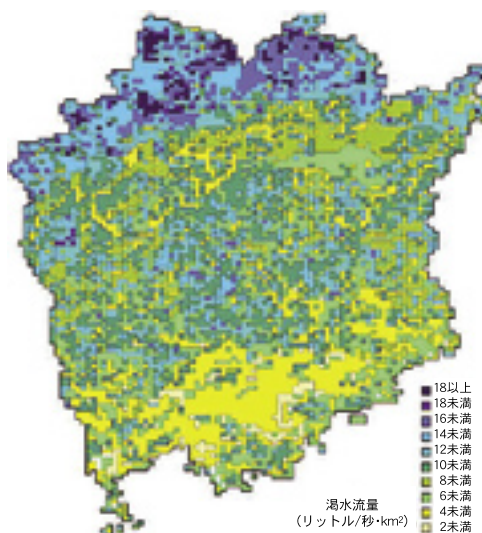 18以上
18未満
16未満
14未満
12未満
10未満
8未満
6未満
4未満
2未満
渇水流量
(リットル/秒・km²)